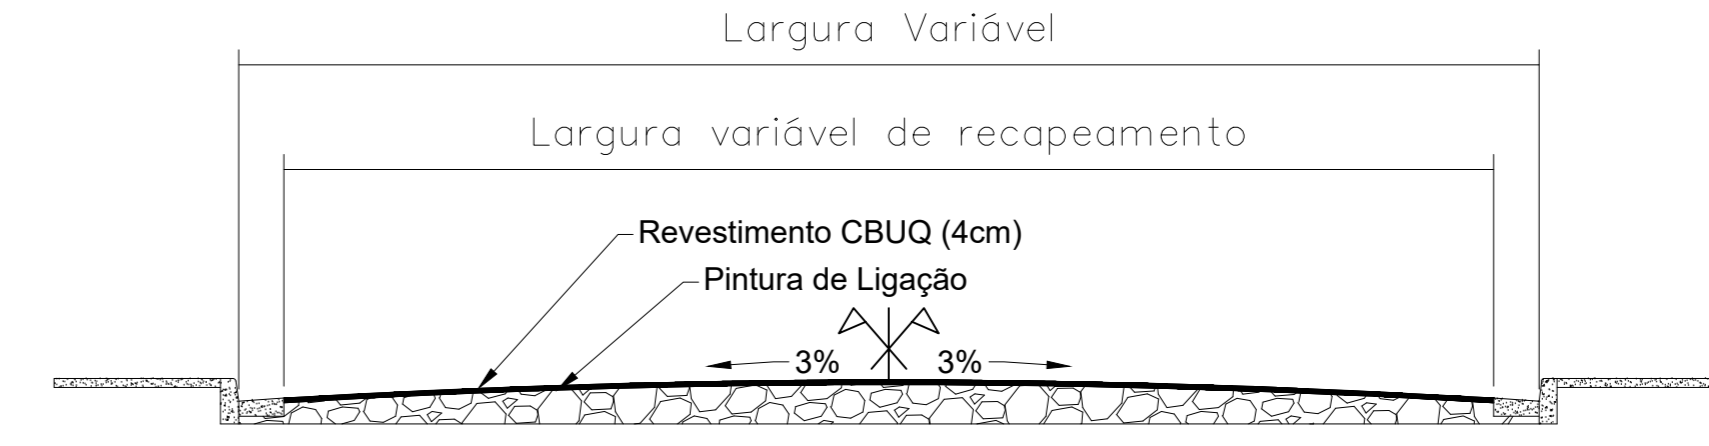 Largura Variável
Largura variável de recapeamento
Revestimento CBUQ (4cm)
Pintura de Ligação
3% 3%